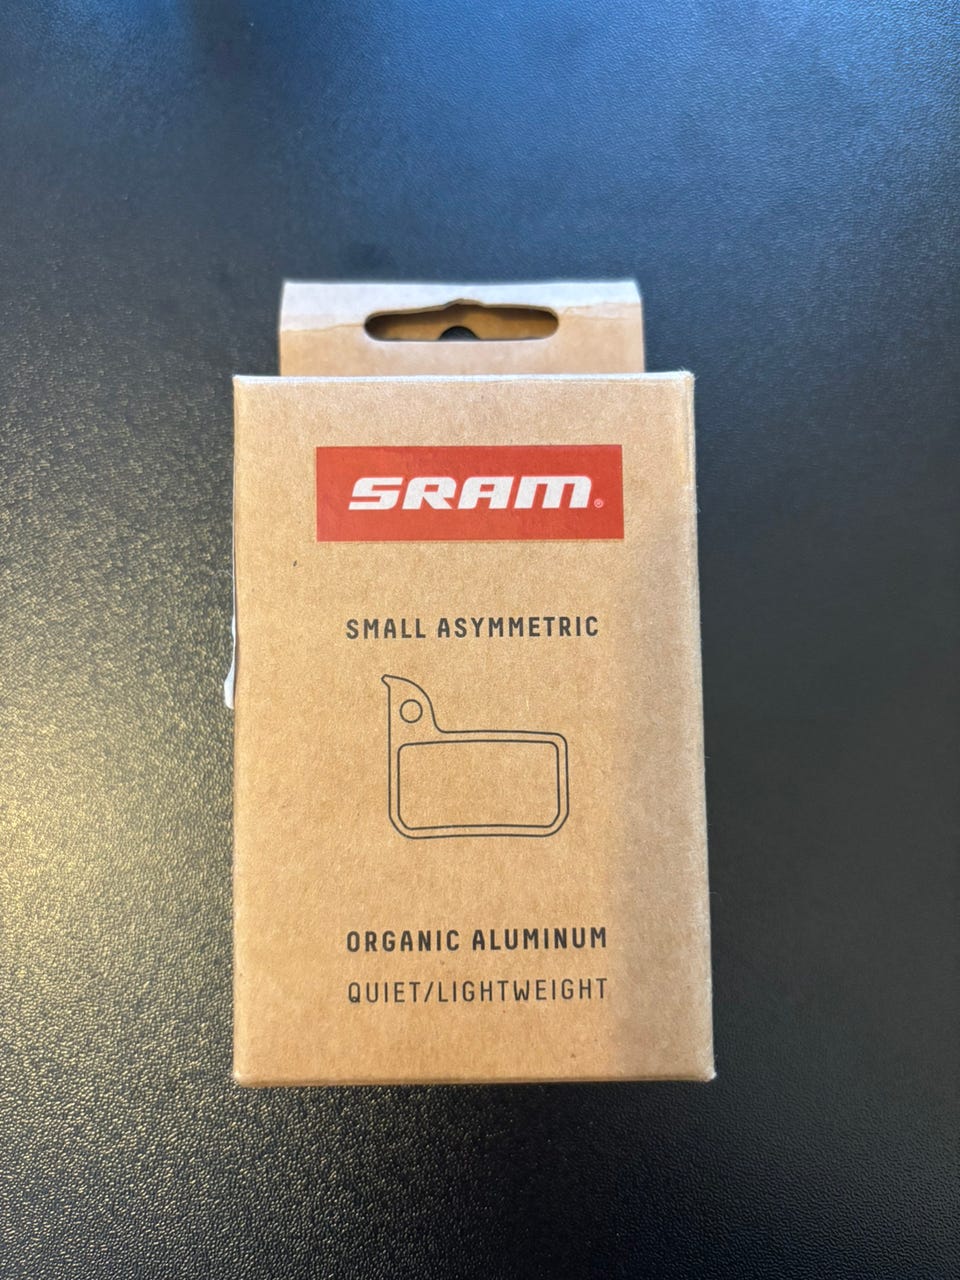 SRAM®
SMALL ASYMMETRIC
ORGANIC ALUMINUM
QUIET/LIGHTWEIGHT